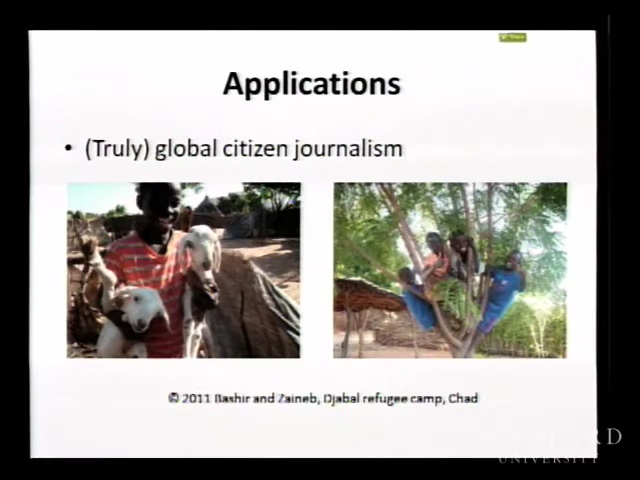 Applications
• (Truly) global citizen journalism
© 2011 Bashir and Zaineb, Djabal refugee camp, Chad
UNIVERSITY